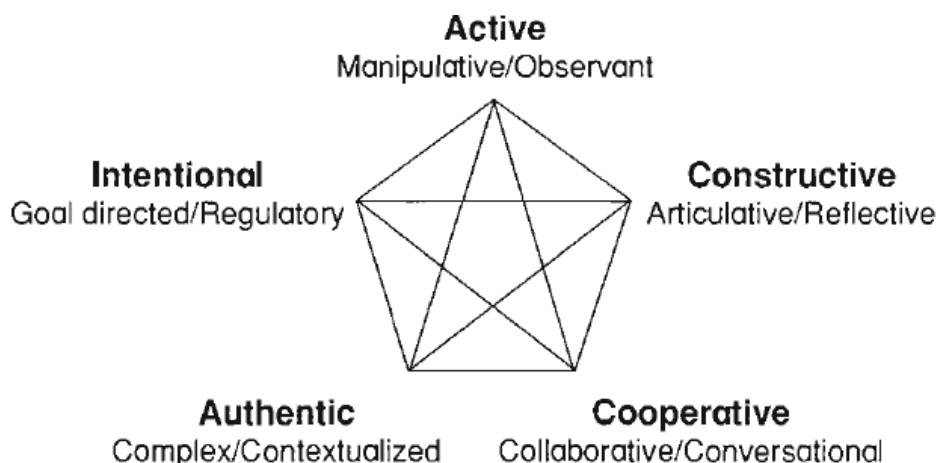 Active
Manipulative/Observant
Intentional
Goal directed/Regulatory
Constructive
Articulative/Reflective
Authentic
Complex/Contextualized
Cooperative
Collaborative/Conversational